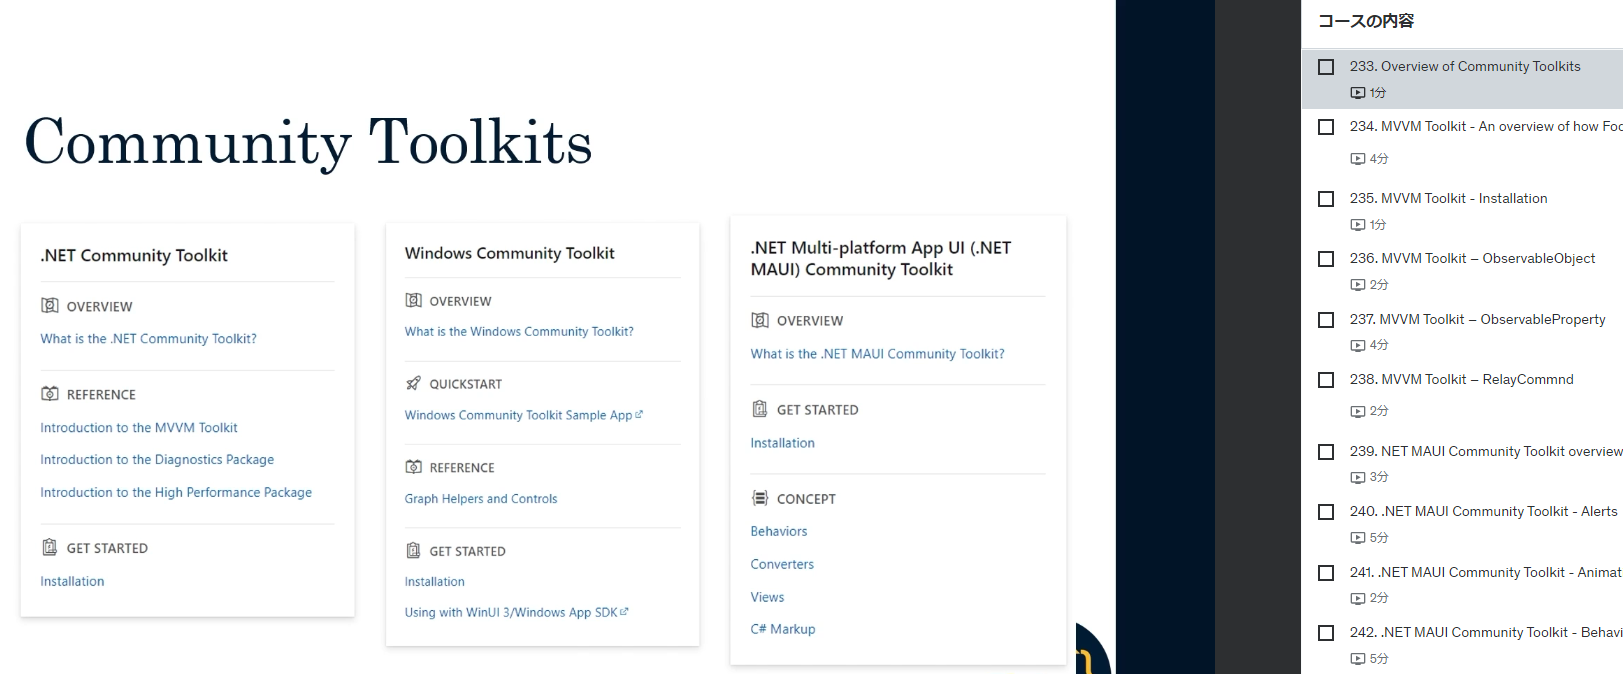 Community Toolkits
.NET Community Toolkit
OVERVIEW
What is the .NET Community Toolkit?
REFERENCE
Introduction to the MVVM Toolkit
Introduction to the Diagnostics Package
Introduction to the High Performance Package
GET STARTED
Installation
Windows Community Toolkit
OVERVIEW
What is the Windows Community Toolkit?
QUICKSTART
Windows Community Toolkit Sample App
REFERENCE
Graph Helpers and Controls
GET STARTED
Installation
Using with WinUI 3/Windows App SDK
.NET Multi-platform App UI (.NET
MAUI) Community Toolkit
OVERVIEW
What is the .NET MAUI Community Toolkit?
GET STARTED
Installation
CONCEPT
Behaviors
Converters
Views
C# Markup
コースの内容
233. Overview of Community Toolkits
1分
234. MVVM Toolkit - An overview of how
4分
235. MVVM Toolkit - Installation
1分
236. MVVM Toolkit – ObservableObject
2分
237. MVVM Toolkit – ObservableProperty
4分
238. MVVM Toolkit – RelayCommnd
2分
239. NET MAUI Community Toolkit overview
3分
240. .NET MAUI Community Toolkit - Alerts
5分
241. .NET MAUI Community Toolkit - Animat
2分
242. .NET MAUI Community Toolkit - Behavi
5分